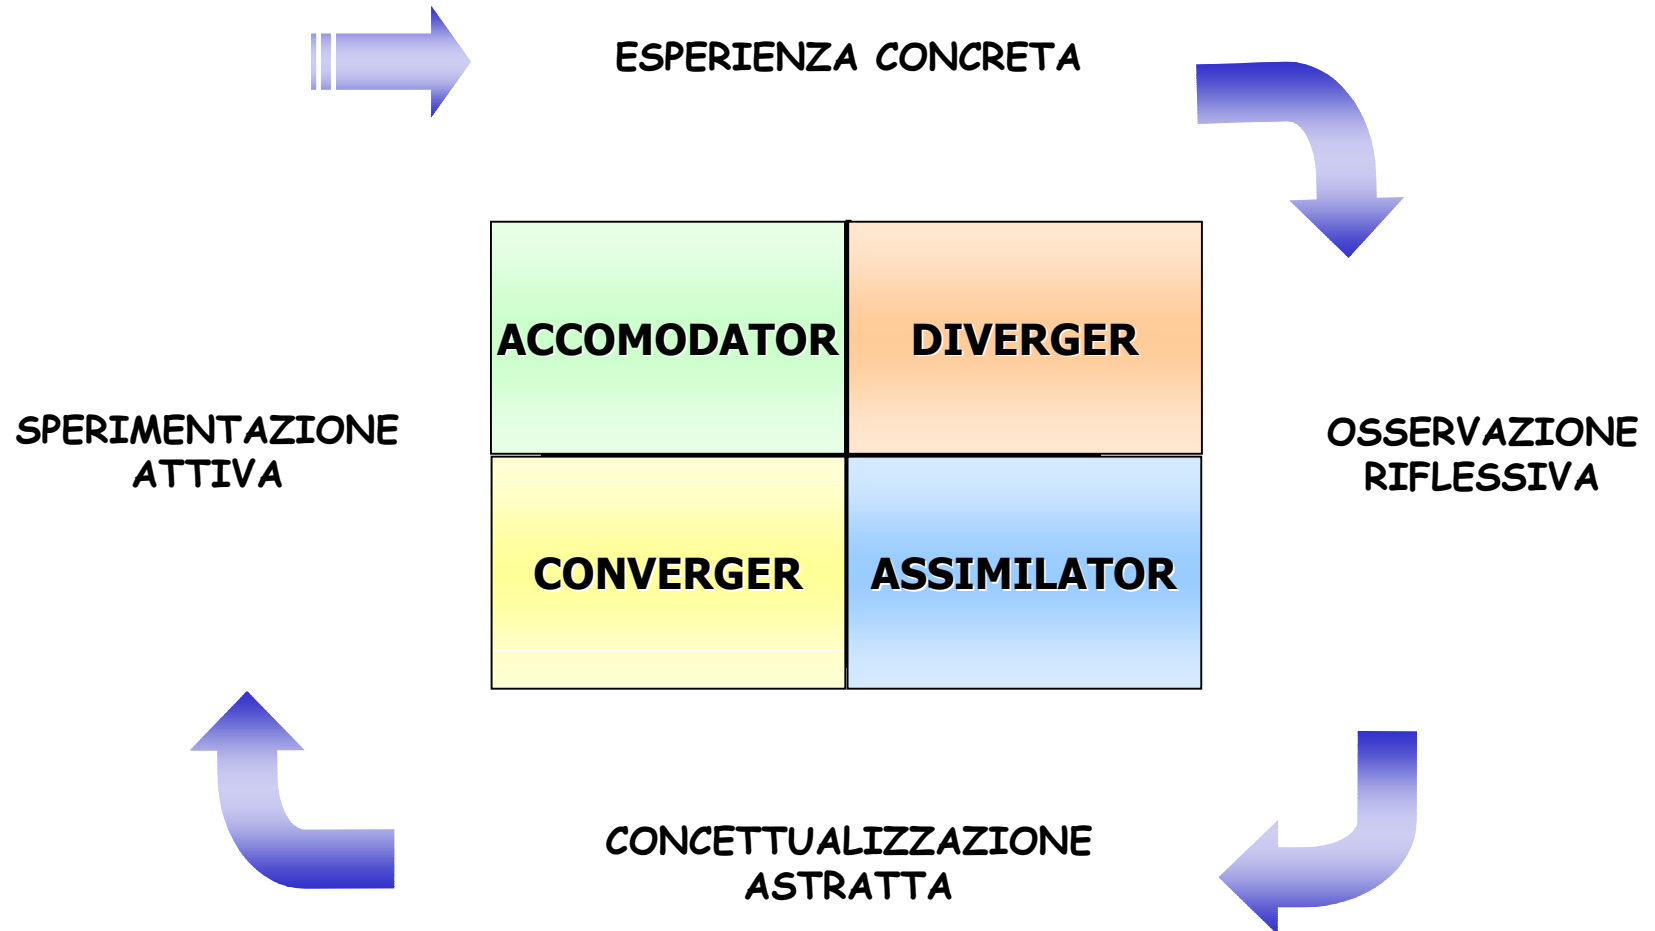 ESPERIENZA CONCRETA
ACCOMODATOR
DIVERGER
SPERIMENTAZIONE
ATTIVA
OSSERVAZIONE
RIFLESSIVA
CONVERGER
ASSIMILATOR
CONCETTUALIZZAZIONE
ASTRATTA